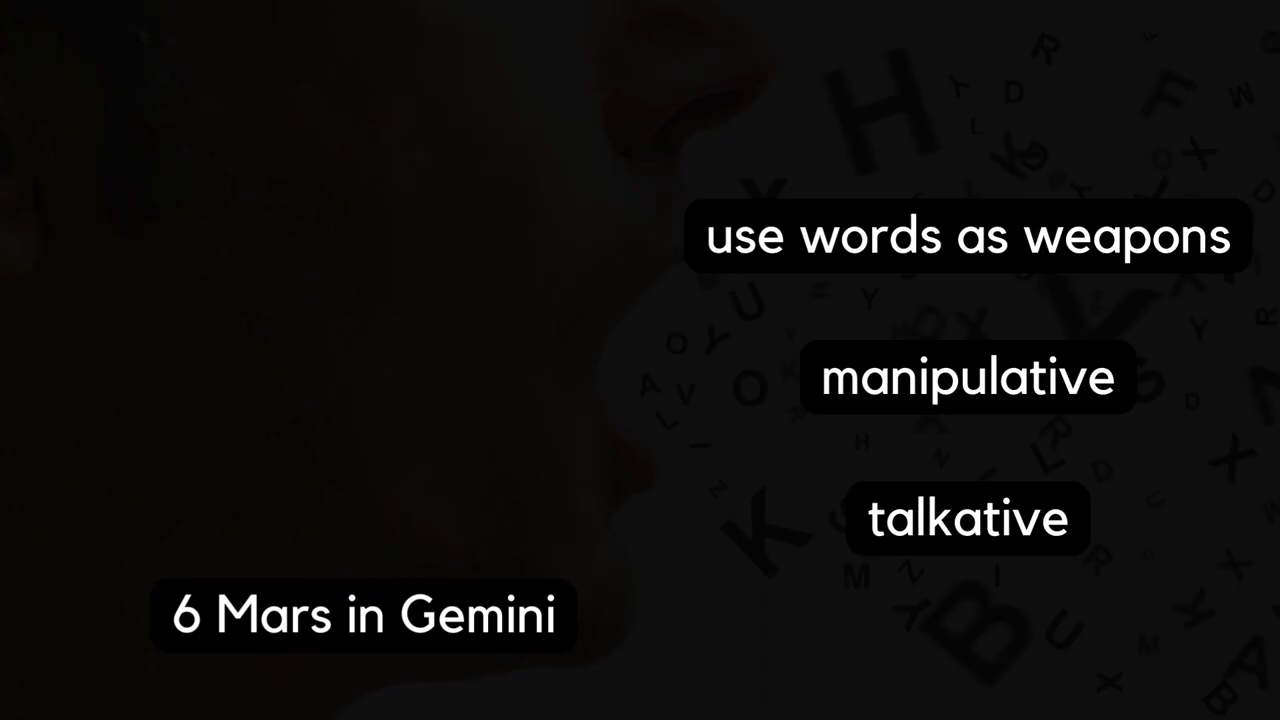 use words as weapons
manipulative
talkative
6 Mars in Gemini